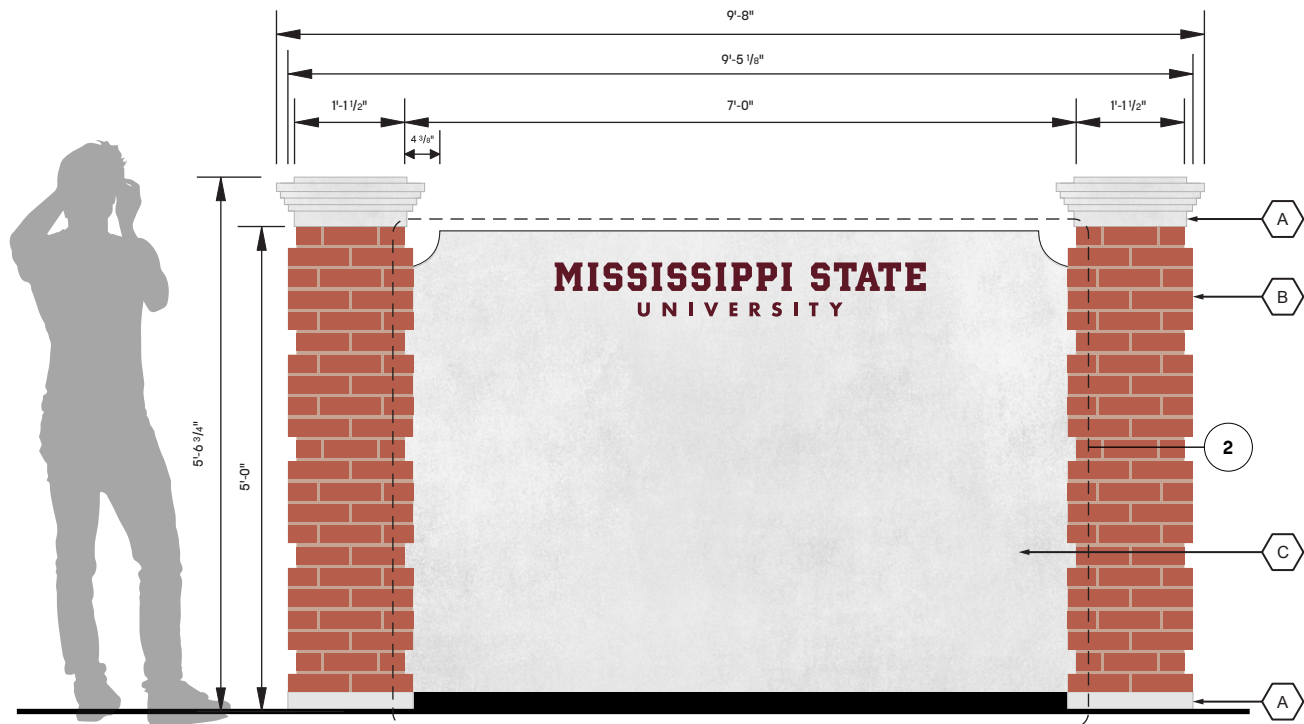 9'-8"
9'-5 1/8"
1'-1 1/2" 7'-0" 1'-1 1/2"
4 3/8"
A
MISSISSIPPI STATE
UNIVERSITY
B
5'-6 3/4"
5'-0"
2
C
A